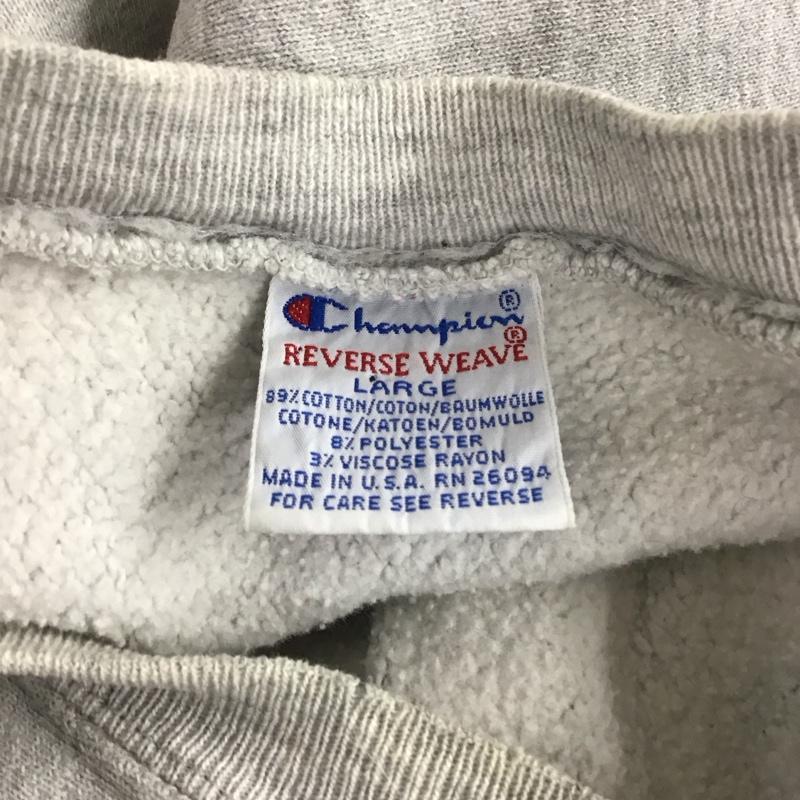 Champion®
REVERSE WEAVE®
LARGE
89% COTTON/COTON/BAUMWOLLE
COTONE/KATOEN/BOMULD
8% POLYESTER
3% VISCOSE RAYON
MADE IN U.S.A. RN 26094
FOR CARE SEE REVERSE